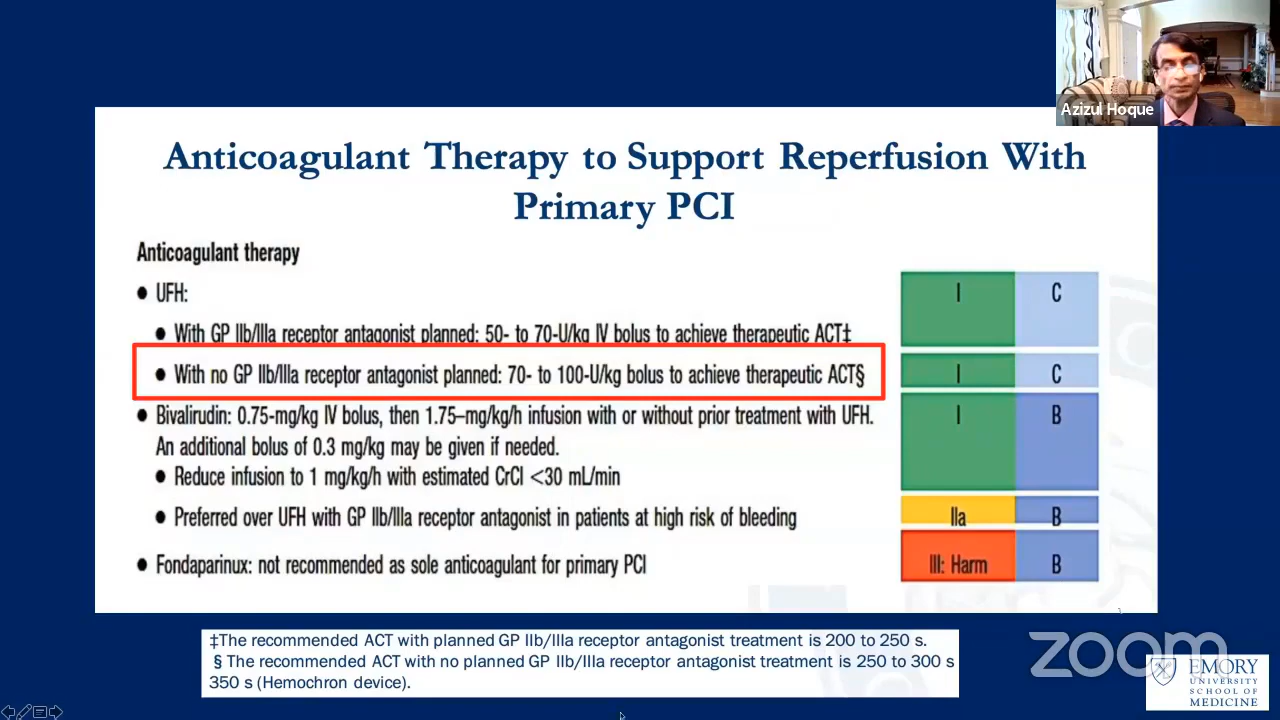 Azizul Hoque
Anticoagulant Therapy to Support Reperfusion With
Primary PCI
Anticoagulant therapy
• UFH:
I C
• With GP IIb/IIIa receptor antagonist planned: 50- to 70-U/kg IV bolus to achieve therapeutic ACT‡
• With no GP IIb/IIIa receptor antagonist planned: 70- to 100-U/kg bolus to achieve therapeutic ACT§ I C
• Bivalirudin: 0.75-mg/kg IV bolus, then 1.75–mg/kg/h infusion with or without prior treatment with UFH. I B
An additional bolus of 0.3 mg/kg may be given if needed.
• Reduce infusion to 1 mg/kg/h with estimated CrCl <30 mL/min
• Preferred over UFH with GP IIb/IIIa receptor antagonist in patients at high risk of bleeding IIa B
• Fondaparinux: not recommended as sole anticoagulant for primary PCI III: Harm B
‡The recommended ACT with planned GP IIb/IIIa receptor antagonist treatment is 200 to 250 s.
§ The recommended ACT with no planned GP IIb/IIIa receptor antagonist treatment is 250 to 300 s
350 s (Hemochron device).
zoom
EMORY
UNIVERSITY
SCHOOL OF
MEDICINE